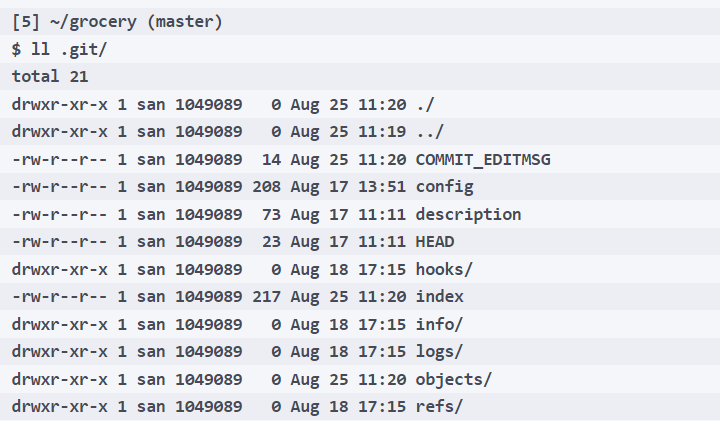 [5] ~/grocery (master)
$ ll .git/
total 21
drwxr-xr-x 1 san 1049089   0 Aug 25 11:20 ./
drwxr-xr-x 1 san 1049089   0 Aug 25 11:19 ../
-rw-r--r-- 1 san 1049089  14 Aug 25 11:20 COMMIT_EDITMSG
-rw-r--r-- 1 san 1049089 208 Aug 17 13:51 config
-rw-r--r-- 1 san 1049089  73 Aug 17 11:11 description
-rw-r--r-- 1 san 1049089  23 Aug 17 11:11 HEAD
drwxr-xr-x 1 san 1049089   0 Aug 18 17:15 hooks/
-rw-r--r-- 1 san 1049089 217 Aug 25 11:20 index
drwxr-xr-x 1 san 1049089   0 Aug 18 17:15 info/
drwxr-xr-x 1 san 1049089   0 Aug 18 17:15 logs/
drwxr-xr-x 1 san 1049089   0 Aug 25 11:20 objects/
drwxr-xr-x 1 san 1049089   0 Aug 18 17:15 refs/